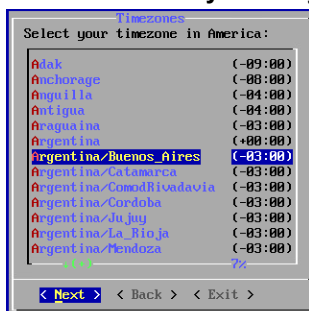 Timezones
Select your timezone in America:
Adak (-09:00)
Anchorage (-08:00)
Anguilla (-04:00)
Antigua (-04:00)
Araguaina (-03:00)
Argentina (+00:00)
Argentina/Buenos_Aires (-03:00)
Argentina/Catamarca (-03:00)
Argentina/ComodRivadavia (-03:00)
Argentina/Cordoba (-03:00)
Argentina/Jujuy (-03:00)
Argentina/La_Rioja (-03:00)
Argentina/Mendoza (-03:00)
↓(+) 7%
< Next > < Back > < Exit >